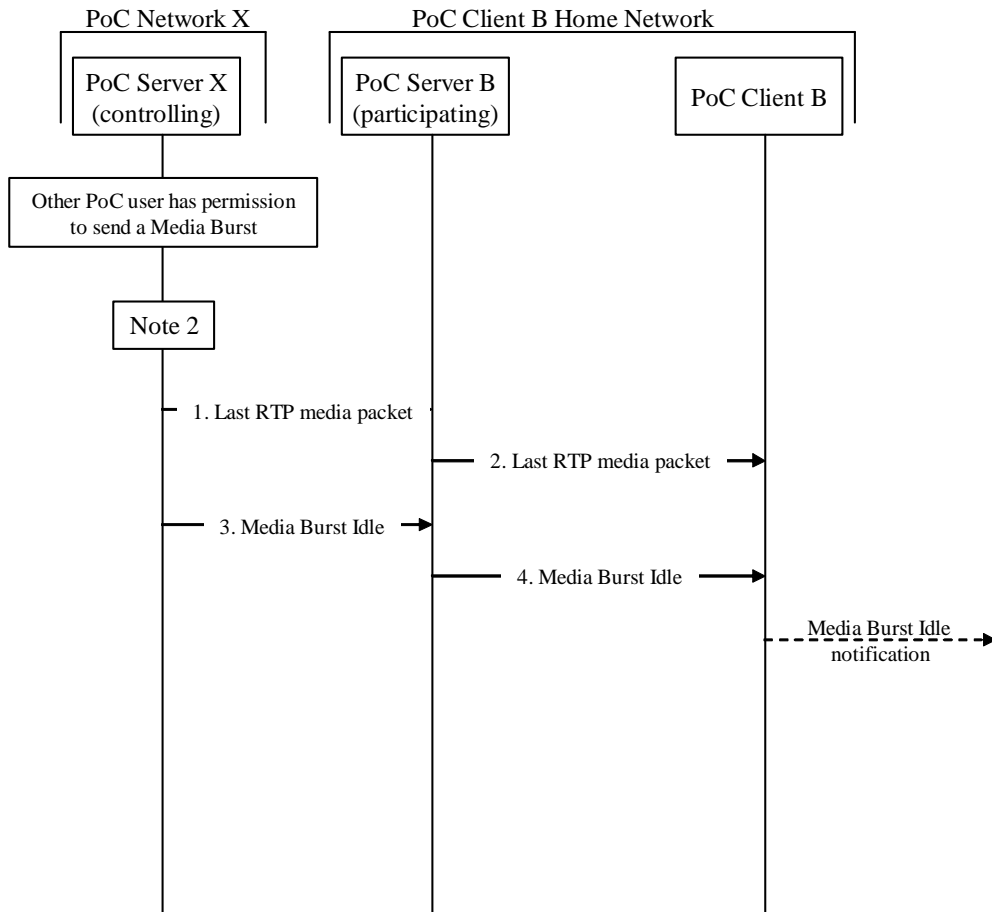 PoC Network X
PoC Client B Home Network
PoC Server X
(controlling)
PoC Server B
(participating)
PoC Client B
Other PoC user has permission
to send a Media Burst
Note 2
1. Last RTP media packet
2. Last RTP media packet
3. Media Burst Idle
4. Media Burst Idle
Media Burst Idle
notification